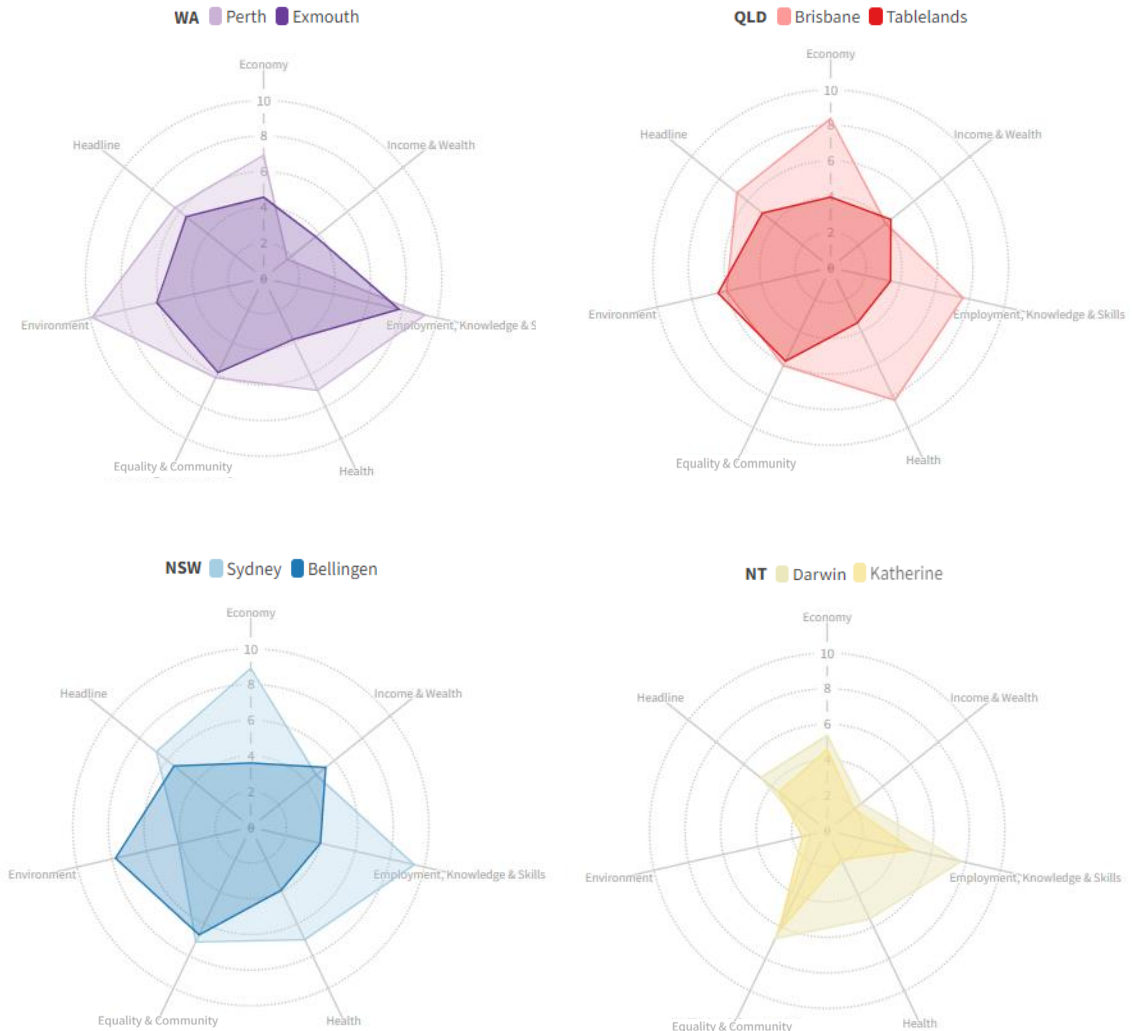 WA Perth Exmouth
Economy
10
8
6
4
2
0
Headline
Income & Wealth
Environment
Employment, Knowledge & S
Equality & Community
Health
QLD Brisbane Tablelands
Economy
10
8
6
4
2
0
Headline
Income & Wealth
Environment
Employment, Knowledge & Skills
Equality & Community
Health
NSW Sydney Bellingen
Economy
10
8
6
4
2
0
Headline
Income & Wealth
Environment
Employment, Knowledge & Skills
Equality & Community
Health
NT Darwin Katherine
Economy
10
8
6
4
2
0
Headline
Income & Wealth
Environment
Employment, Knowledge & Skills
Equality & Community
Health